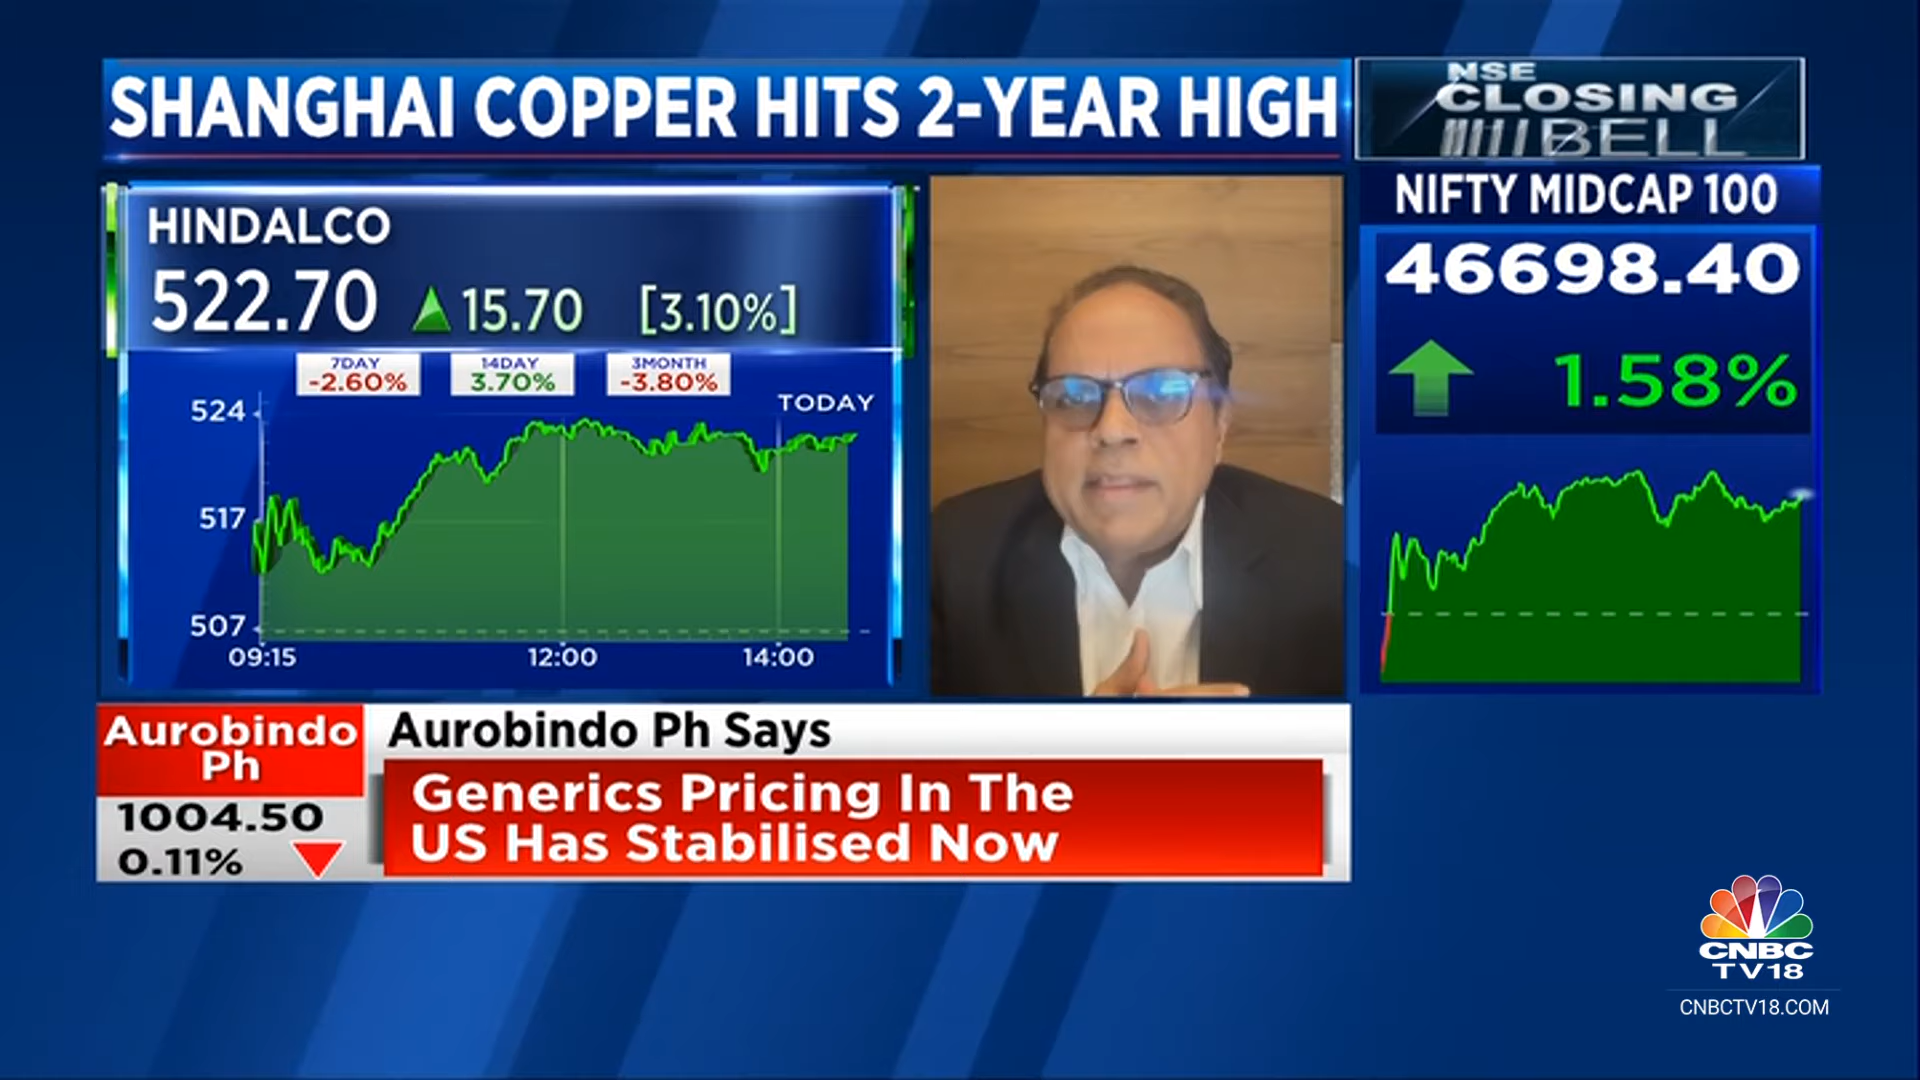 SHANGHAI COPPER HITS 2-YEAR HIGH
NSE
CLOSING
BELL
HINDALCO
522.70 ▲ 15.70 [3.10%]
7DAY
-2.60%
14DAY
3.70%
3MONTH
-3.80%
TODAY
524
517
507
09:15 12:00 14:00
NIFTY MIDCAP 100
46698.40
1.58%
Aurobindo
Ph
1004.50
0.11%
Aurobindo Ph Says
Generics Pricing In The
US Has Stabilised Now
CNBC
TV18
CNBCTV18.COM